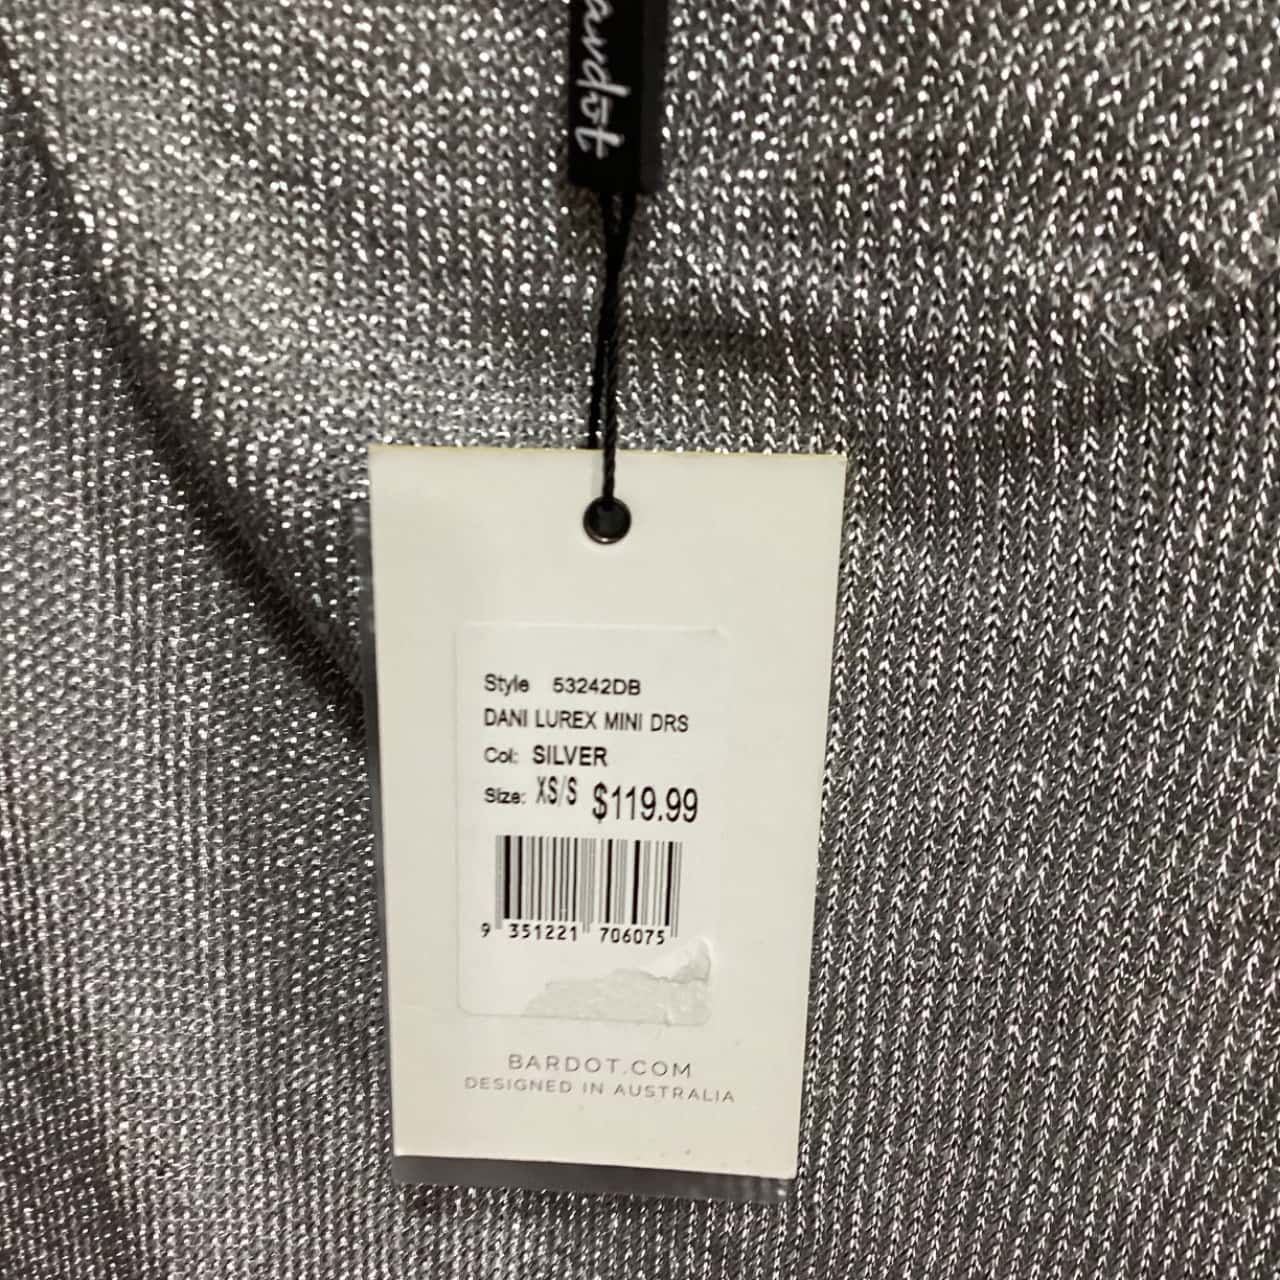 andot
Style 53242DB
DANI LUREX MINI DRS
Col: SILVER
Size: XS/S $119.99
9 351221 706075
BARDOT.COM
DESIGNED IN AUSTRALIA